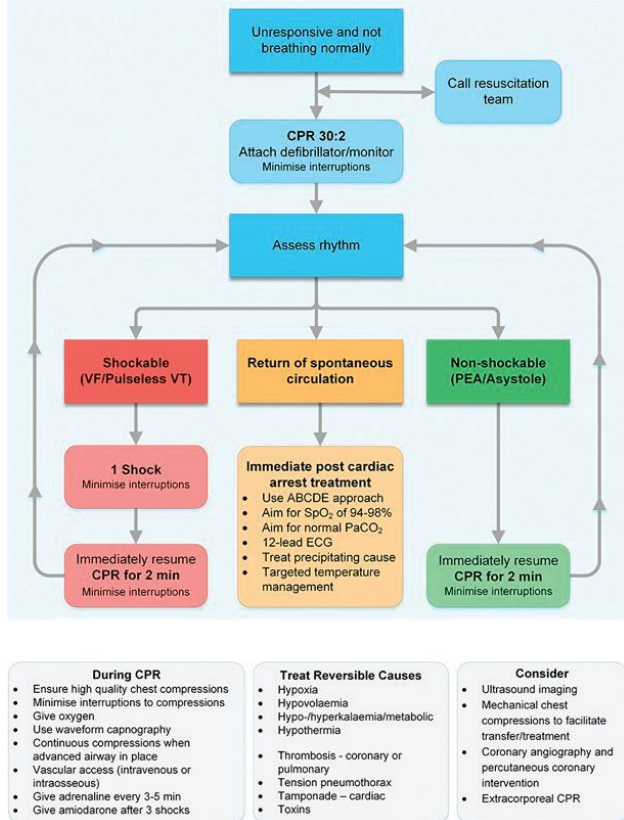 Unresponsive and not
breathing normally
Call resuscitation
team
CPR 30:2
Attach defibrillator/monitor
Minimise interruptions
Assess rhythm
Shockable
(VF/Pulseless VT)
Return of spontaneous
circulation
Non-shockable
(PEA/Asystole)
1 Shock
Minimise interruptions
Immediately resume
CPR for 2 min
Minimise interruptions
Immediate post cardiac
arrest treatment
• Use ABCDE approach
• Aim for SpO₂ of 94-98%
• Aim for normal PaCO₂
• 12-lead ECG
• Treat precipitating cause
• Targeted temperature
management
Immediately resume
CPR for 2 min
Minimise interruptions
During CPR
• Ensure high quality chest compressions
• Minimise interruptions to compressions
• Give oxygen
• Use waveform capnography
• Continuous compressions when
advanced airway in place
• Vascular access (intravenous or
intraosseous)
• Give adrenaline every 3-5 min
• Give amiodarone after 3 shocks
Treat Reversible Causes
• Hypoxia
• Hypovolaemia
• Hypo-/hyperkalaemia/metabolic
• Hypothermia
• Thrombosis - coronary or
pulmonary
• Tension pneumothorax
• Tamponade – cardiac
• Toxins
Consider
• Ultrasound imaging
• Mechanical chest
compressions to facilitate
transfer/treatment
• Coronary angiography and
percutaneous coronary
intervention
• Extracorporeal CPR